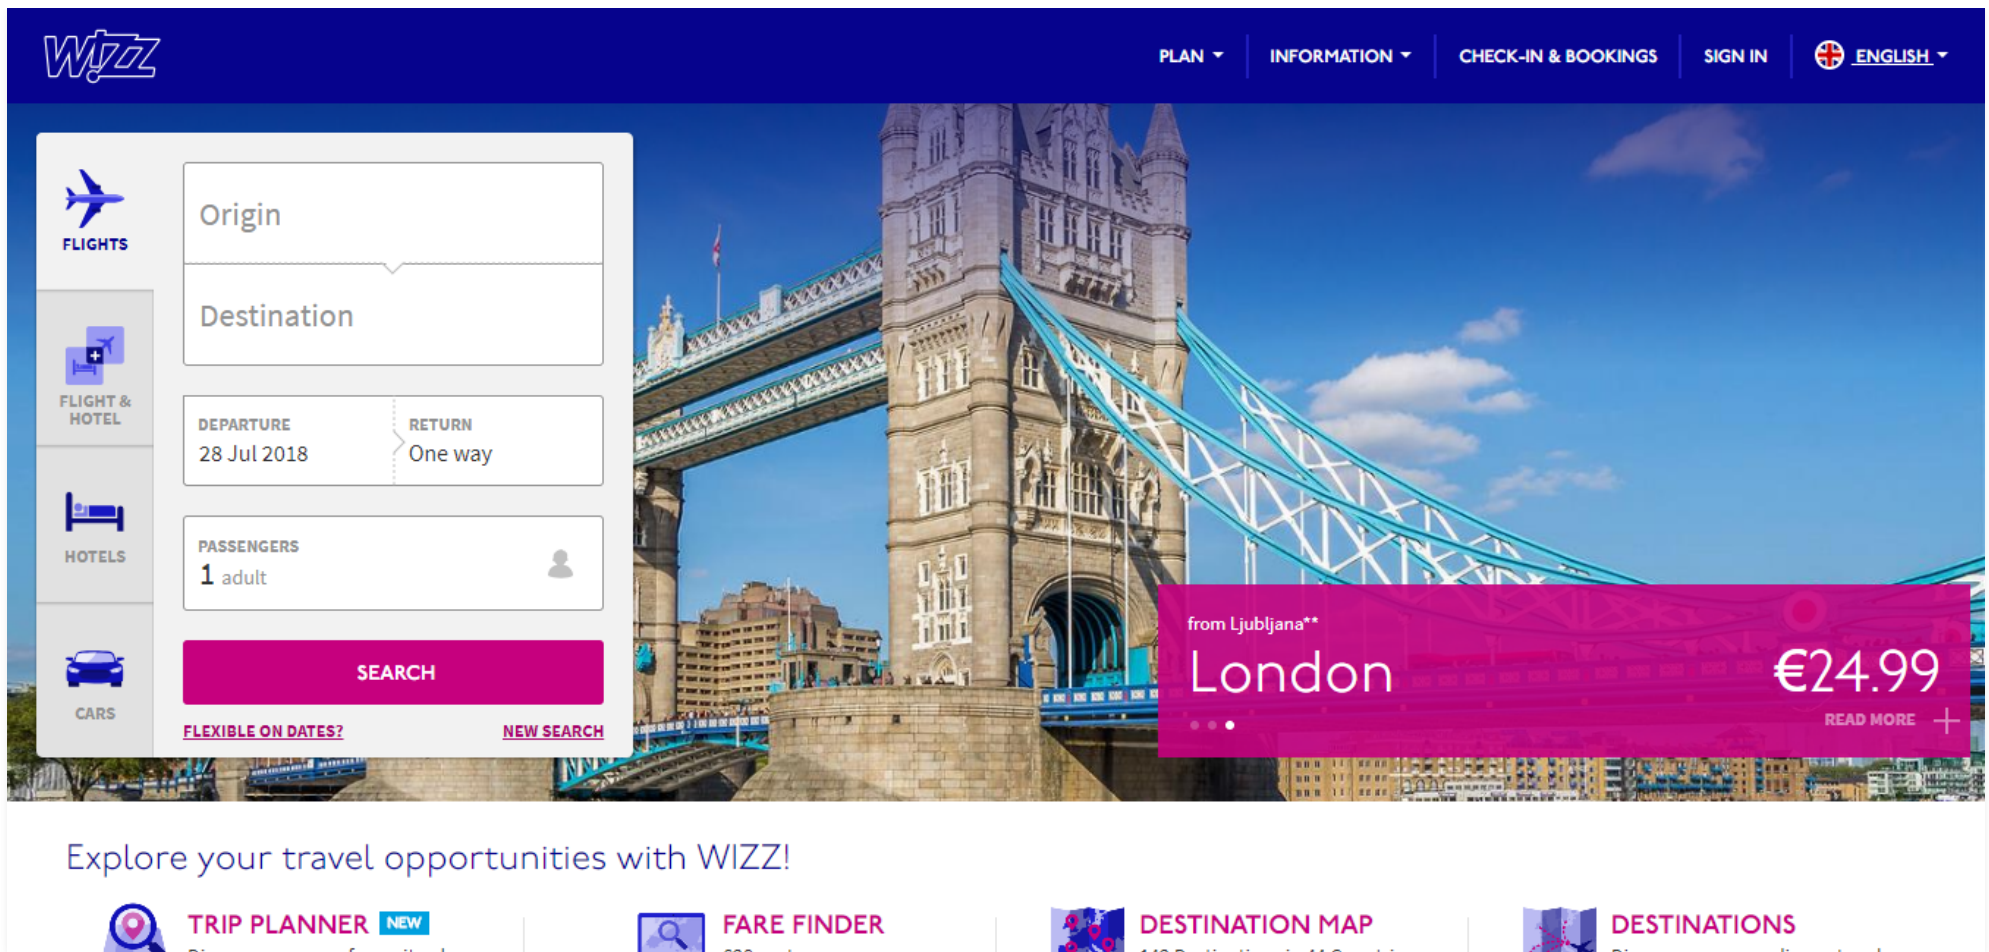 WIZZ
PLAN
INFORMATION
CHECK-IN & BOOKINGS
SIGN IN
ENGLISH
FLIGHTS
FLIGHT &
HOTEL
HOTELS
CARS
Origin
Destination
DEPARTURE
28 Jul 2018
RETURN
One way
PASSENGERS
1 adult
SEARCH
FLEXIBLE ON DATES?
NEW SEARCH
from Ljubljana**
London
€24.99
READ MORE
Explore your travel opportunities with WIZZ!
TRIP PLANNER NEW
FARE FINDER
DESTINATION MAP
DESTINATIONS